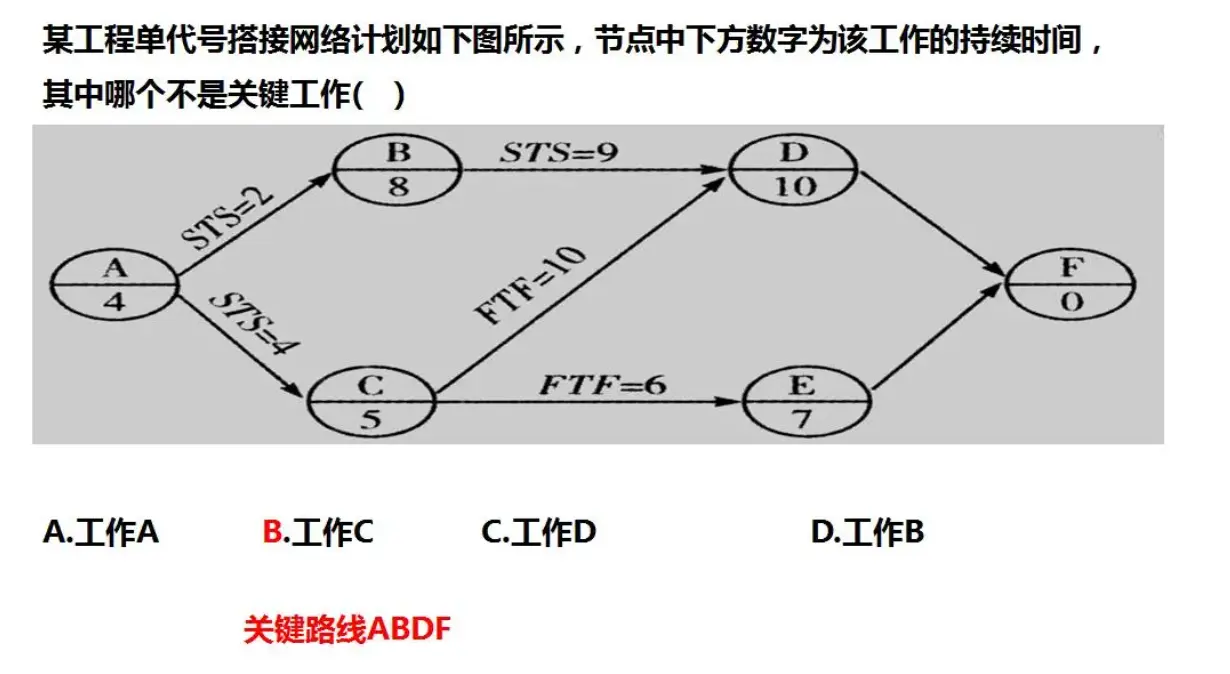 某工程单代号搭接网络计划如下图所示，节点中下方数字为该工作的持续时间，
其中哪个不是关键工作(   )
B
8
STS=9
D
10
STS=2
A
4
FTF=10
F
0
STS=4
C
5
FTF=6
E
7
A.工作A B.工作C C.工作D D.工作B
关键路线ABDF